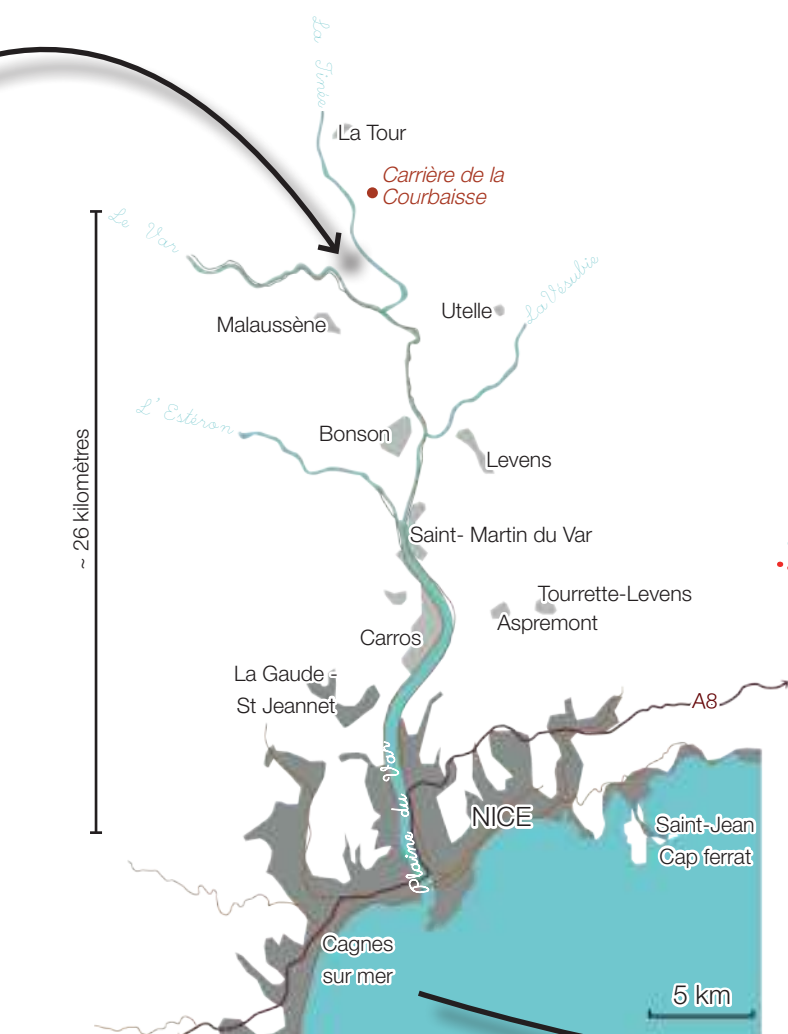 La Tinée
La Tour
Carrière de la
Courbaisse
Le Var
La Vésubie
Utelle
Malaussène
L' Estéron
Bonson
Levens
~ 26 kilomètres
Saint- Martin du Var
Tourrette-Levens
Aspremont
Carros
La Gaude -
St Jeannet
A8
Plaine du Var
NICE
Saint-Jean
Cap ferrat
Cagnes
sur mer
5 km